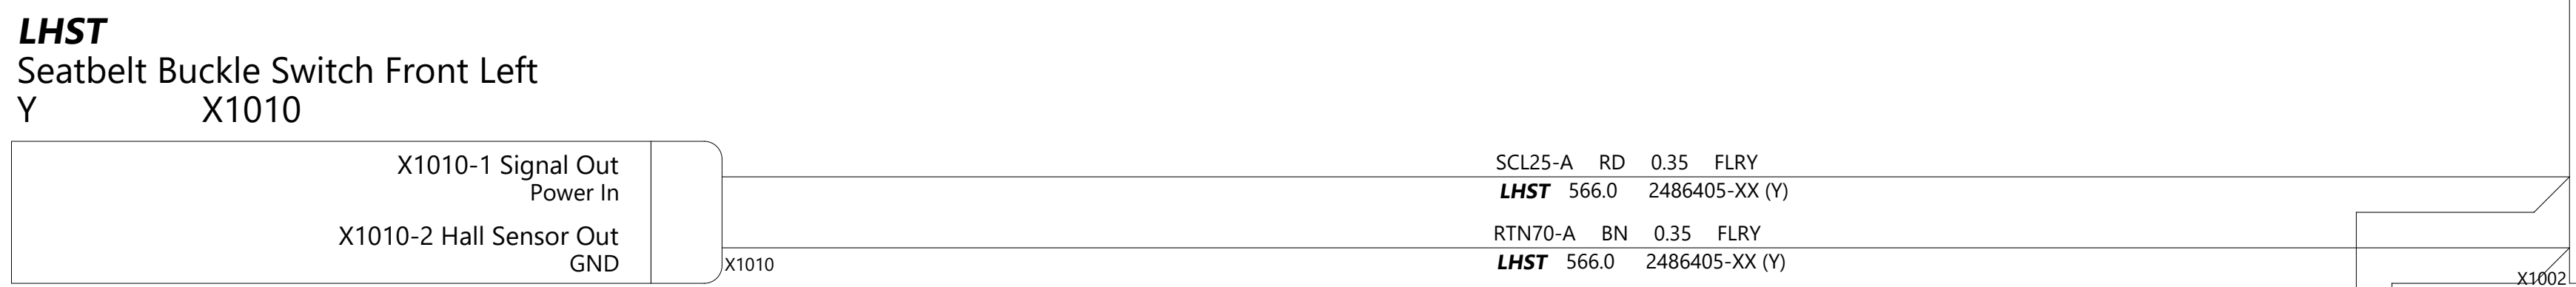 LHST
Seatbelt Buckle Switch Front Left
Y X1010
X1010-1 Signal Out
Power In
X1010-2 Hall Sensor Out
GND
X1010
SCL25-A RD 0.35 FLRY
LHST 566.0 2486405-XX (Y)
RTN70-A BN 0.35 FLRY
LHST 566.0 2486405-XX (Y)
X1002